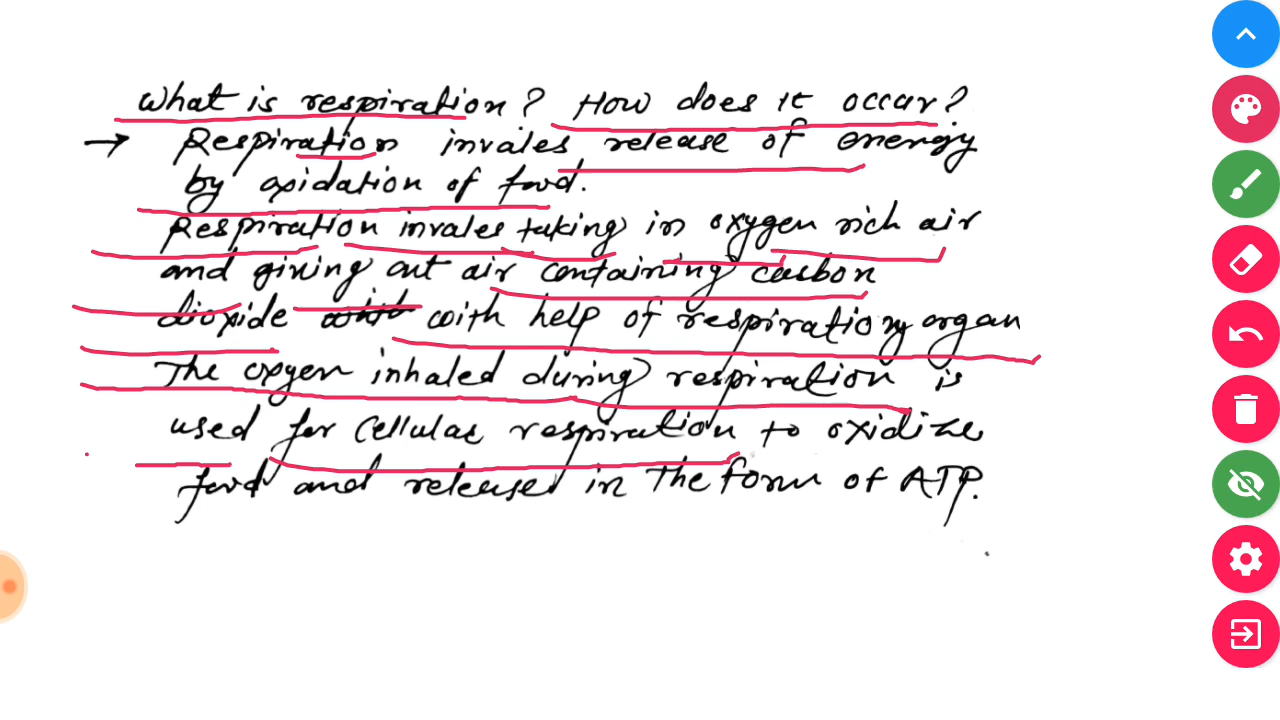 What is respiration? How does it occur?
→ Respiration invales release of energy
by oxidation of food.
Respiration invales taking in oxygen rich air
and giving out air containing carbon
dioxide with with help of respiratiory organ
The oxygen inhaled during respiration is
used for cellular respiration to oxidize
food and released in the form of ATP.